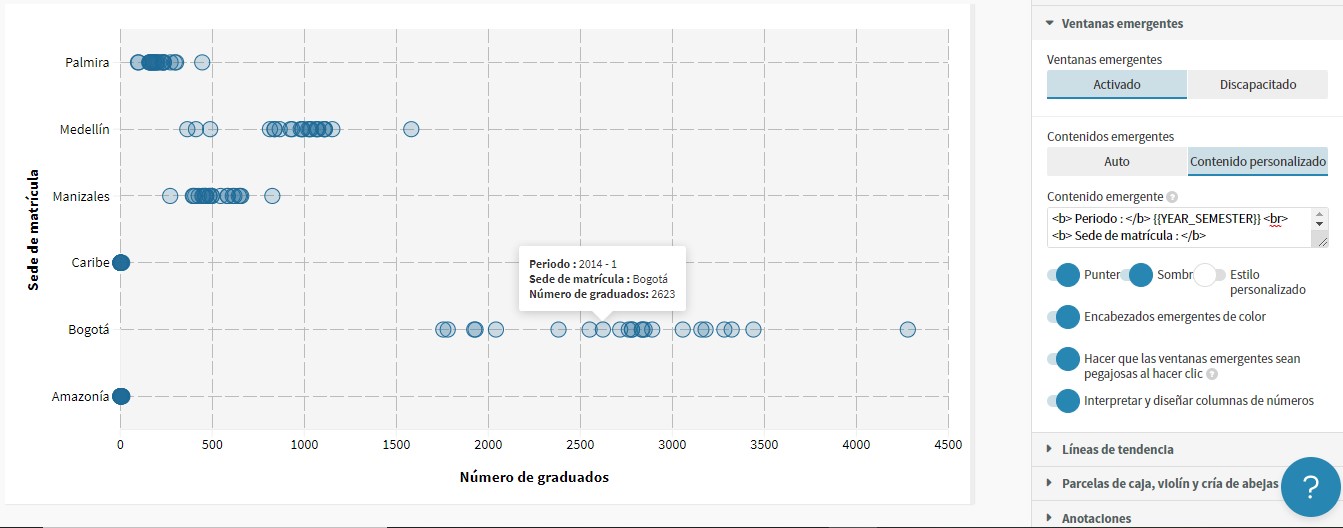 Sede de matrícula
Palmira
Medellín
Manizales
Caribe
Bogotá
Amazonía
Periodo : 2014 - 1
Sede de matrícula : Bogotá
Número de graduados: 2623
0 500 1000 1500 2000 2500 3000 3500 4000 4500
Número de graduados
Ventanas emergentes
Ventanas emergentes
Activado Discapacitado
Contenidos emergentes
Auto Contenido personalizado
Contenido emergente ?
<b> Periodo : </b> {{YEAR_SEMESTER}} <br>
<b> Sede de matrícula : </b>
Punter Sombr Estilo
personalizado
Encabezados emergentes de color
Hacer que las ventanas emergentes sean
pegajosas al hacer clic ?
Interpretar y diseñar columnas de números
Líneas de tendencia
Parcelas de caja, violín y cría de abejas
Anotaciones
?